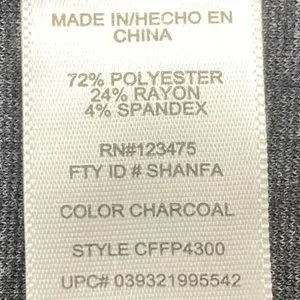 MADE IN/HECHO EN
CHINA
72% POLYESTER
24% RAYON
4% SPANDEX
RN#123475
FTY ID # SHANFA
COLOR CHARCOAL
STYLE CFFP4300
UPC# 039321995542